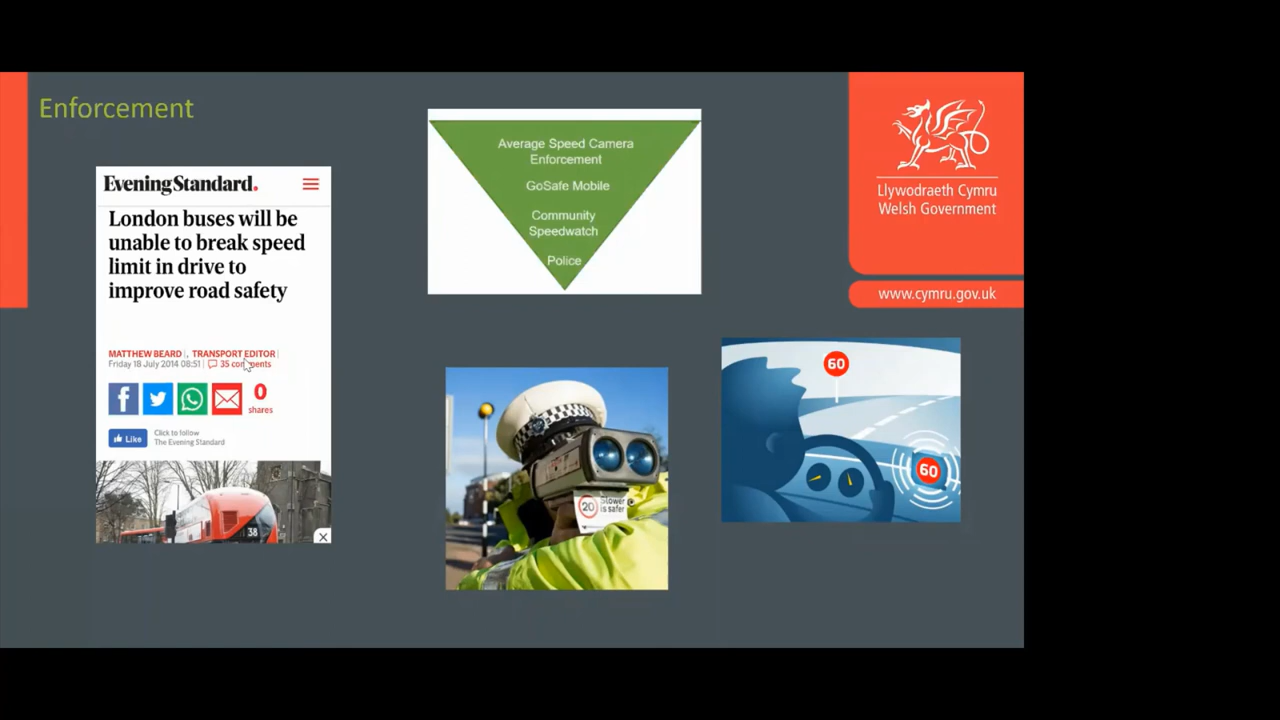 Enforcement
EveningStandard.
London buses will be
unable to break speed
limit in drive to
improve road safety
MATTHEW BEARD | , TRANSPORT EDITOR |
Friday 18 July 2014 08:51 | 35 comments
0
shares
Like
Click to follow
The Evening Standard
38
Average Speed Camera
Enforcement
GoSafe Mobile
Community
Speedwatch
Police
20
Slower
is safer
60
60
Llywodraeth Cymru
Welsh Government
www.cymru.gov.uk